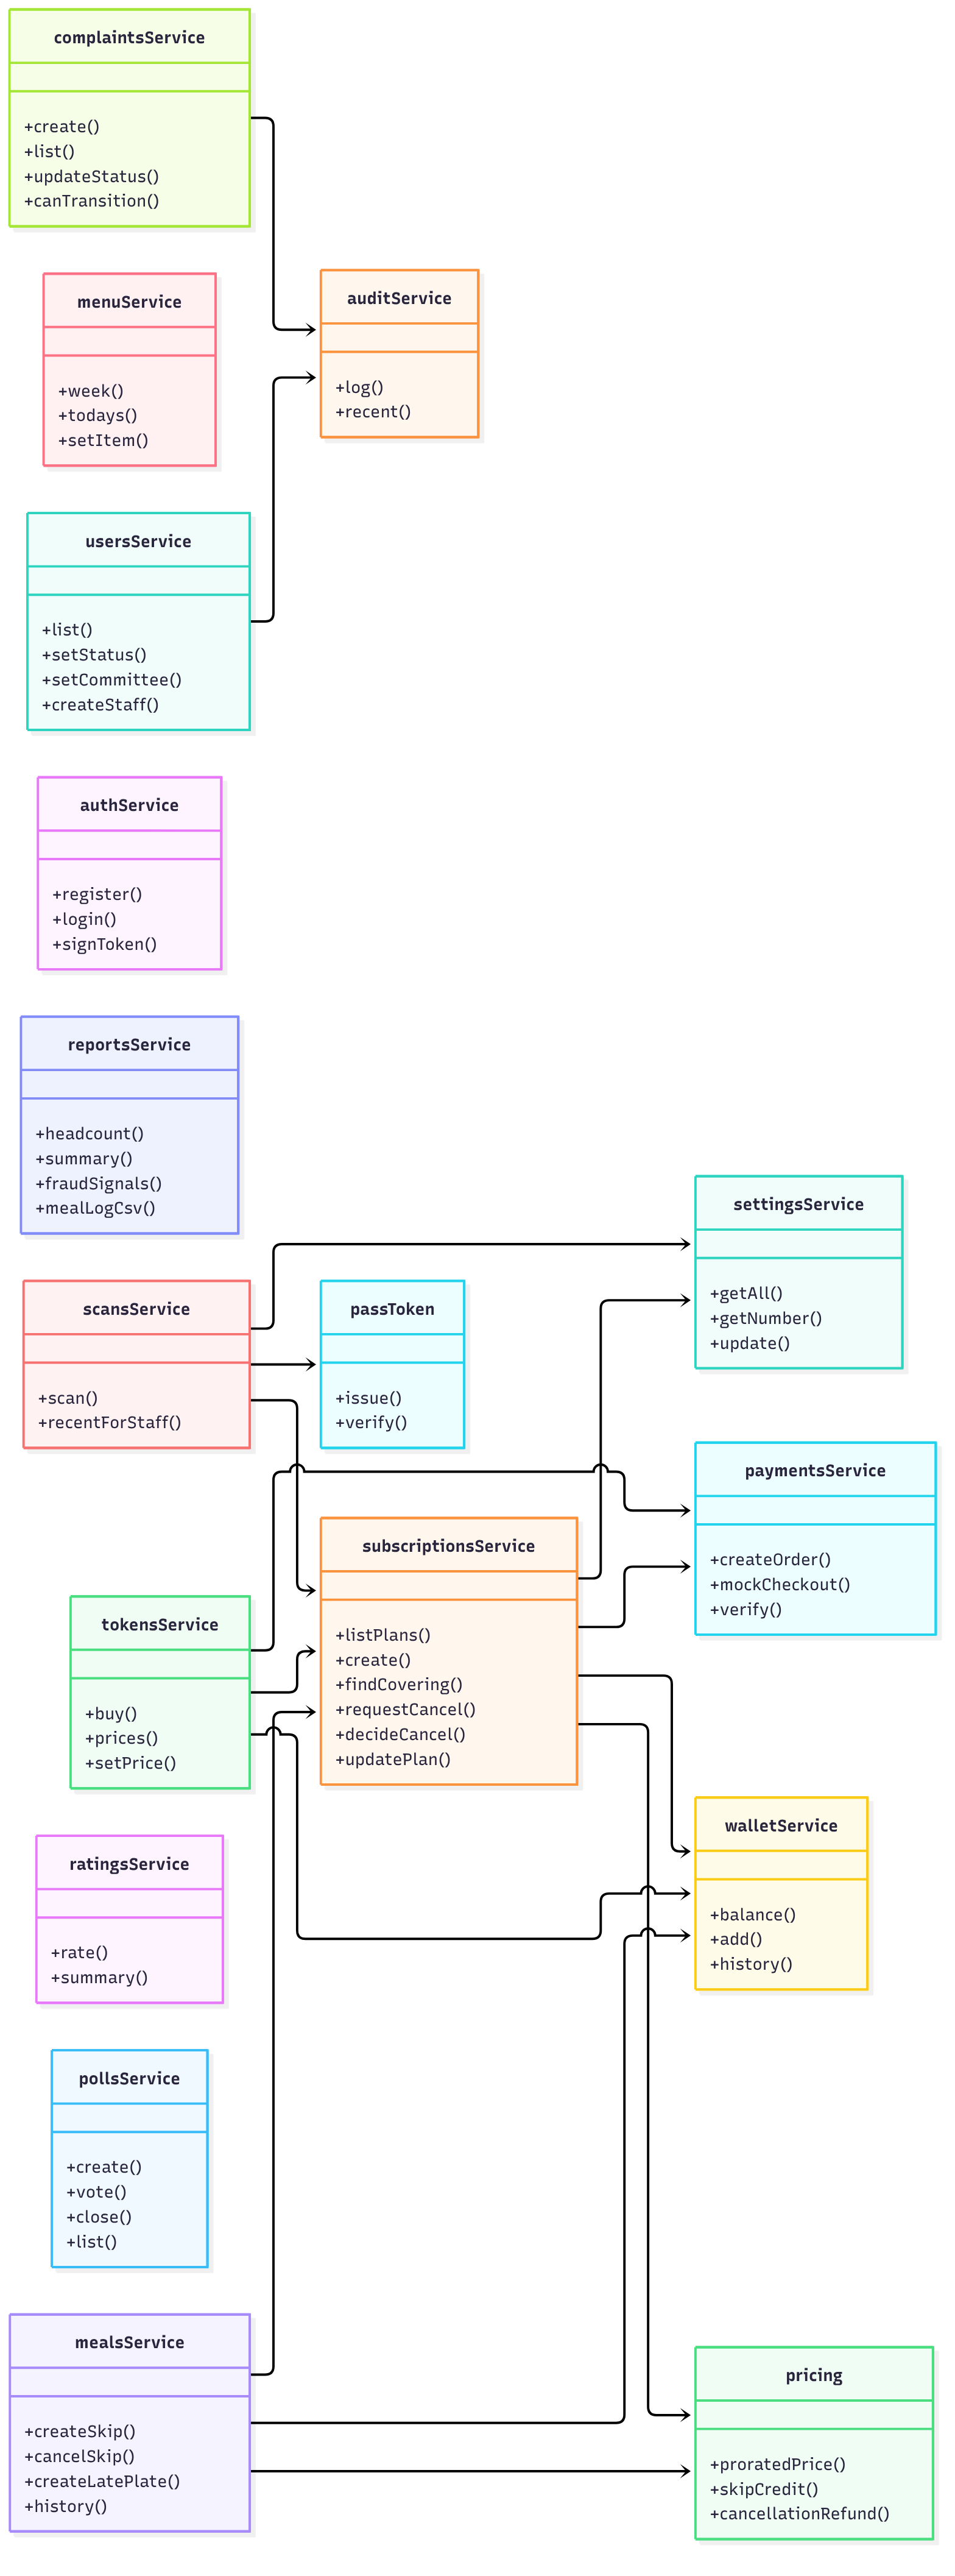 complaintsService
+create()
+list()
+updateStatus()
+canTransition()
menuService
+week()
+todays()
+setItem()
auditService
+log()
+recent()
usersService
+list()
+setStatus()
+setCommittee()
+createStaff()
authService
+register()
+login()
+signToken()
reportsService
+headcount()
+summary()
+fraudSignals()
+mealLogCsv()
settingsService
+getAll()
+getNumber()
+update()
scansService
+scan()
+recentForStaff()
passToken
+issue()
+verify()
paymentsService
+createOrder()
+mockCheckout()
+verify()
subscriptionsService
+listPlans()
+create()
+findCovering()
+requestCancel()
+decideCancel()
+updatePlan()
tokensService
+buy()
+prices()
+setPrice()
walletService
+balance()
+add()
+history()
ratingsService
+rate()
+summary()
pollsService
+create()
+vote()
+close()
+list()
mealsService
+createSkip()
+cancelSkip()
+createLatePlate()
+history()
pricing
+proratedPrice()
+skipCredit()
+cancellationRefund()